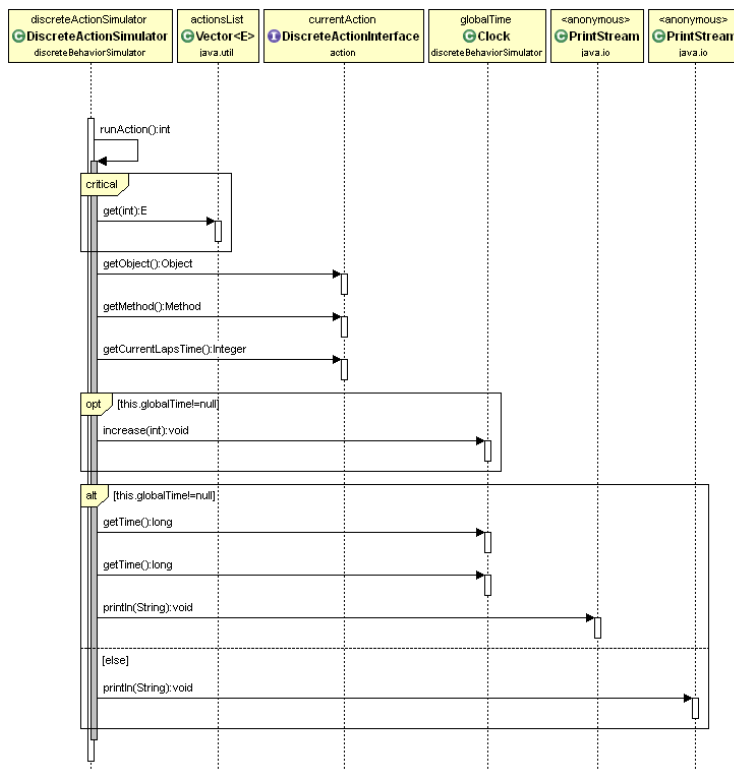 discreteActionSimulator
DiscreteActionSimulator
discreteBehaviorSimulator
actionsList
Vector<E>
java.util
currentAction
DiscreteActionInterface
action
globalTime
Clock
discreteBehaviorSimulator
<anonymous>
PrintStream
java.io
<anonymous>
PrintStream
java.io
runAction():int
critical
get(int):E
getObject():Object
getMethod():Method
getCurrentLapsTime():Integer
opt [this.globalTime!=null]
increase(int):void
alt [this.globalTime!=null]
getTime():long
getTime():long
println(String):void
[else]
println(String):void